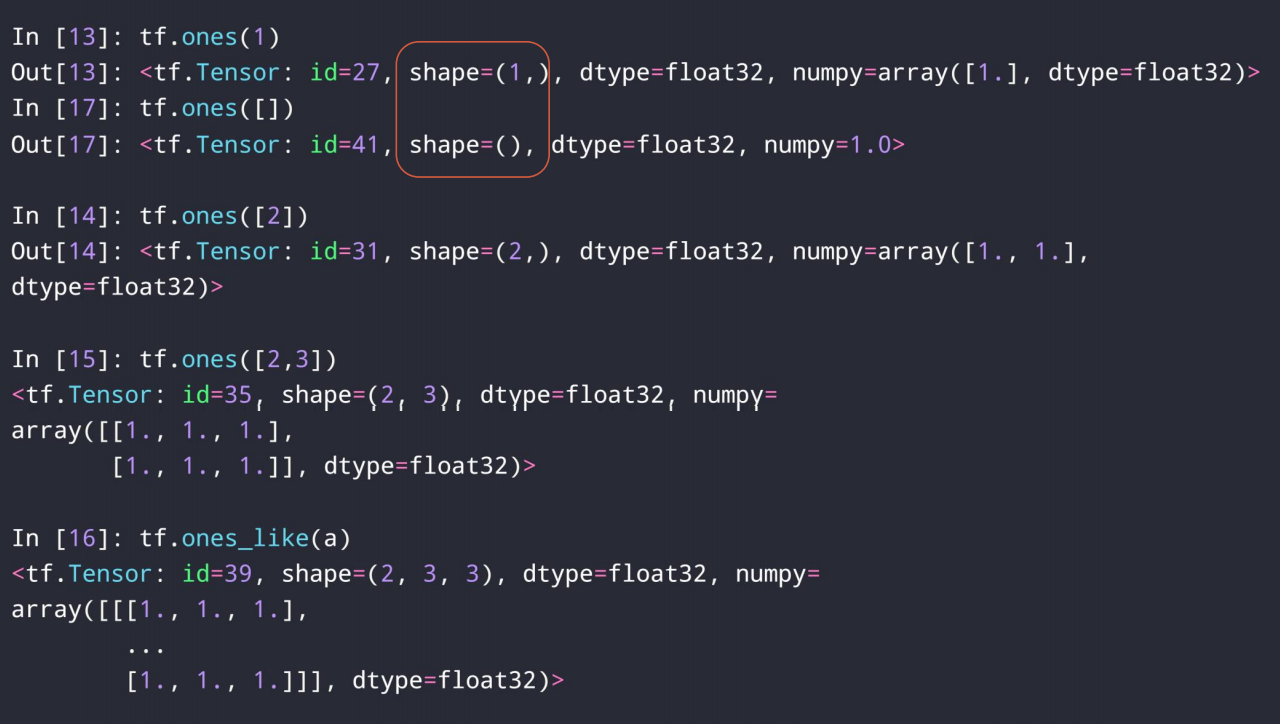 In [13]: tf.ones(1)
Out[13]: <tf.Tensor: id=27, shape=(1,), dtype=float32, numpy=array([1.], dtype=float32)>
In [17]: tf.ones([])
Out[17]: <tf.Tensor: id=41, shape=(), dtype=float32, numpy=1.0>
In [14]: tf.ones([2])
Out[14]: <tf.Tensor: id=31, shape=(2,), dtype=float32, numpy=array([1., 1.],
dtype=float32)>
In [15]: tf.ones([2,3])
<tf.Tensor: id=35, shape=(2, 3), dtype=float32, numpy=
array([[1., 1., 1.],
       [1., 1., 1.]], dtype=float32)>
In [16]: tf.ones_like(a)
<tf.Tensor: id=39, shape=(2, 3, 3), dtype=float32, numpy=
array([[[1., 1., 1.],
        ...
        [1., 1., 1.]]], dtype=float32)>